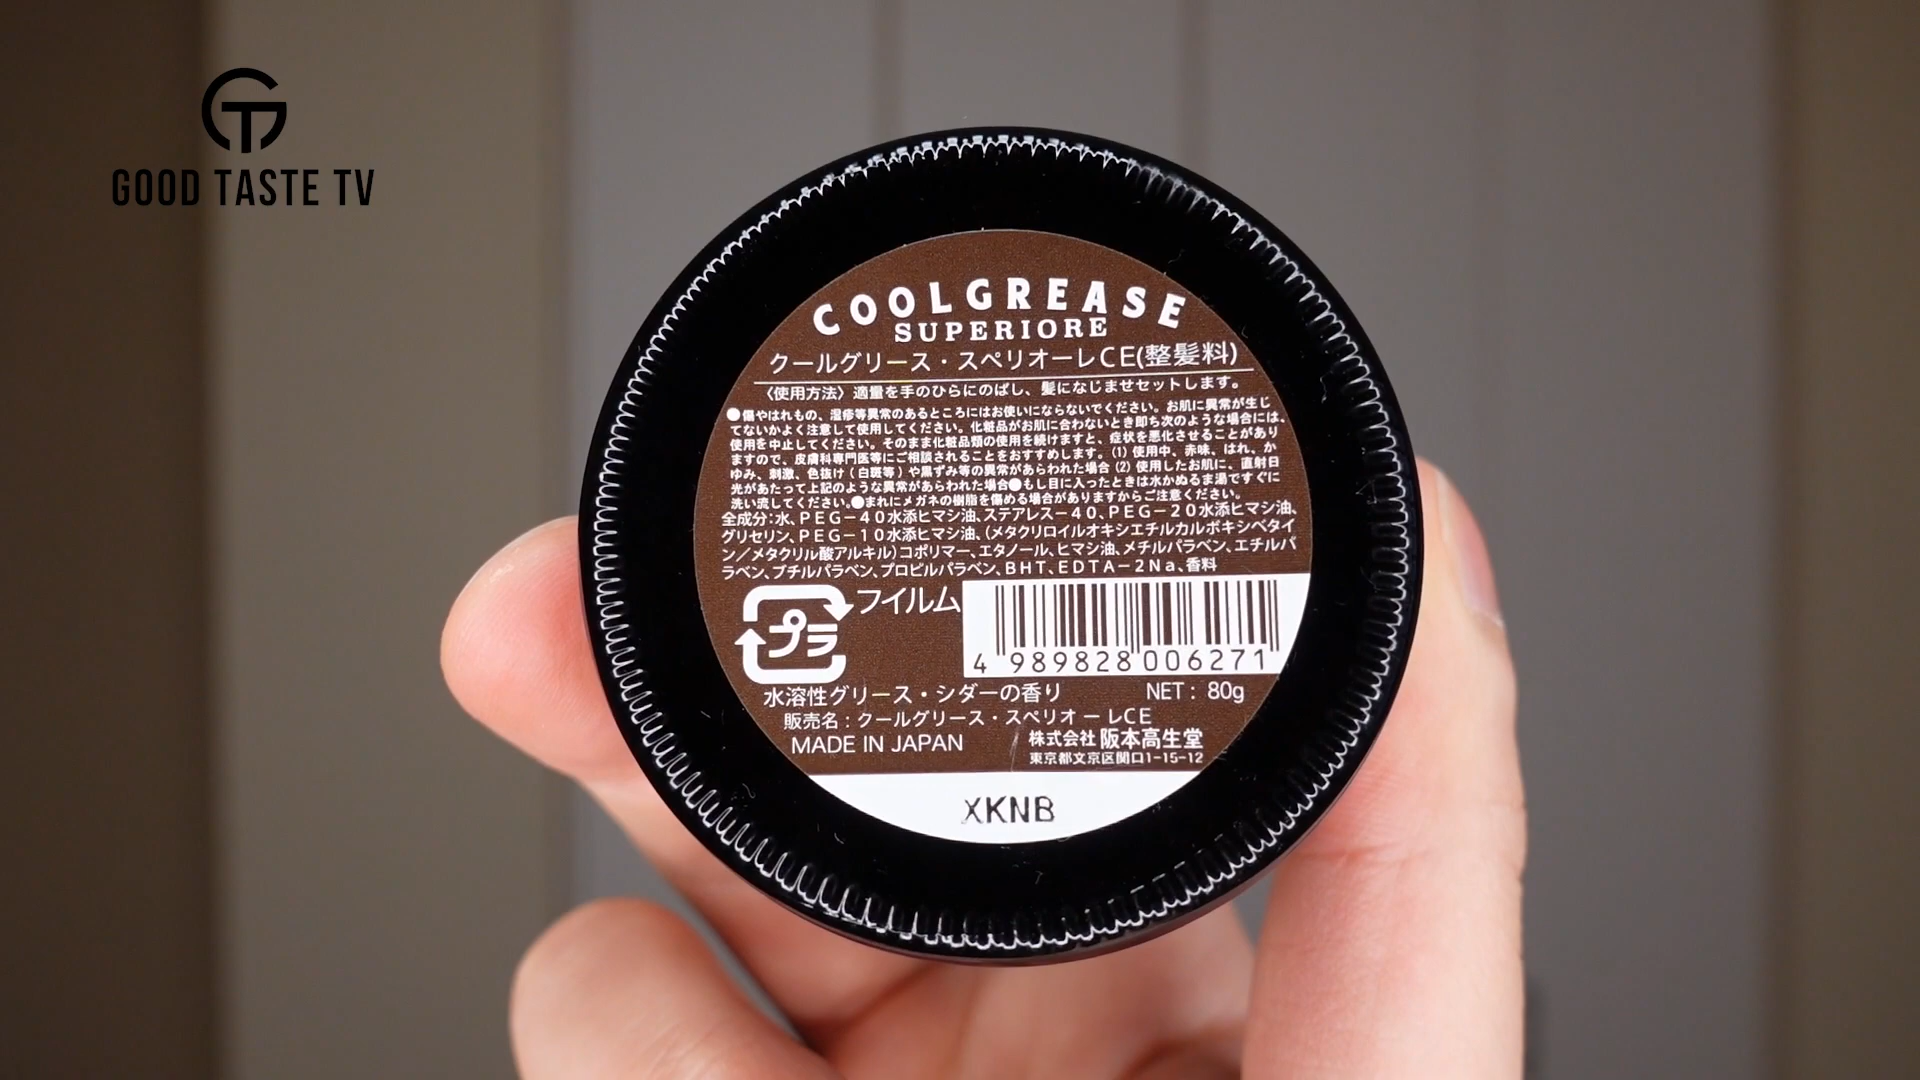 GOOD TASTE TV
COOLGREASE
SUPERIORE
クールグリース・スペリオーレCE(整髪料)
〈使用方法〉適量を手のひらにのばし、髪になじませセットします。
●傷やはれもの、湿疹等異常のあるところにはお使いにならないでください。お肌に異常が生じ
てないかよく注意して使用してください。化粧品がお肌に合わないとき即ち次のような場合には、
使用を中止してください。そのまま化粧品類の使用を続けますと、症状を悪化させることがあり
ますので、皮膚科専門医等にご相談されることをおすすめします。(1) 使用中、赤味、はれ、か
ゆみ、刺激、色抜け(白斑等)や黒ずみ等の異常があらわれた場合 (2) 使用したお肌に、直射日
光があたって上記のような異常があらわれた場合●もし目に入ったときは水かぬるま湯ですぐに
洗い流してください。●まれにメガネの樹脂を傷める場合がありますからご注意ください。
全成分:水、PEG-40水添ヒマシ油、ステアレス-40、PEG-20水添ヒマシ油、
グリセリン、PEG-10水添ヒマシ油、(メタクリロイルオキシエチルカルボキシベタイ
ン/メタクリル酸アルキル)コポリマー、エタノール、ヒマシ油、メチルパラベン、エチルパ
ラベン、ブチルパラベン、プロピルパラベン、BHT、EDTA-2Na、香料
プラ フイルム
4 989828 006271
水溶性グリース・シダーの香り NET: 80g
販売名:クールグリース・スペリオーレCE
MADE IN JAPAN 株式会社 阪本高生堂
東京都文京区関口1-15-12
XKNB